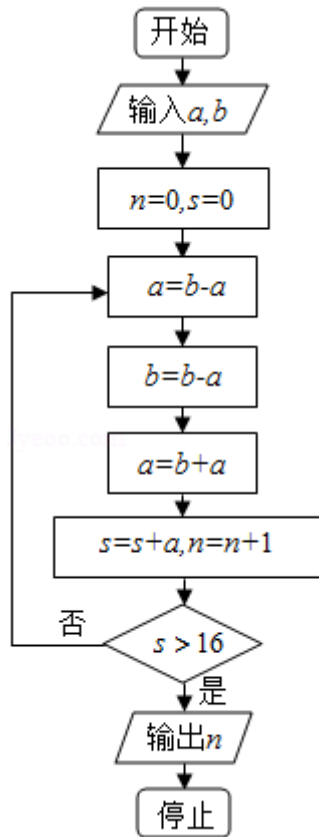 开始
输入a,b
n=0,s=0
a=b-a
b=b-a
a=b+a
s=s+a,n=n+1
否
s>16
是
输出n
停止